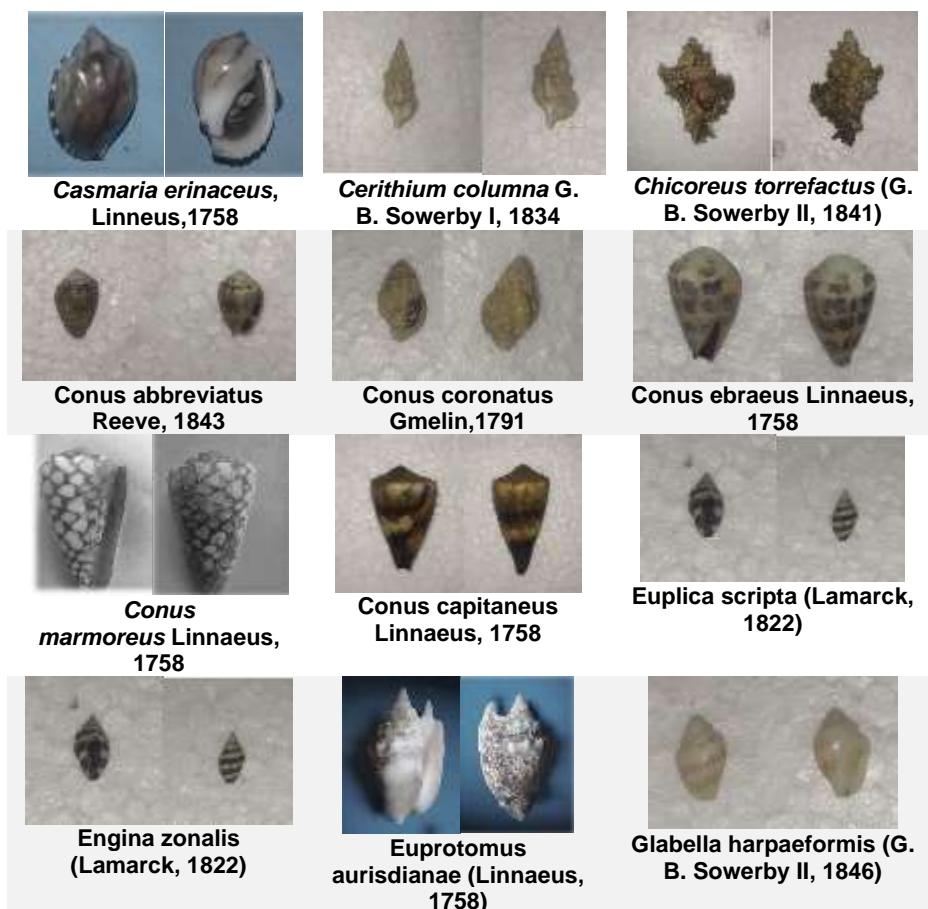 Casmaria erinaceus,
Linneus,1758
Cerithium columna G.
B. Sowerby I, 1834
Chicoreus torrefactus (G.
B. Sowerby II, 1841)
Conus abbreviatus
Reeve, 1843
Conus coronatus
Gmelin,1791
Conus ebraeus Linnaeus,
1758
Conus
marmoreus Linnaeus,
1758
Conus capitaneus
Linnaeus, 1758
Euplica scripta (Lamarck,
1822)
Engina zonalis
(Lamarck, 1822)
Euprotomus
aurisdianae (Linnaeus,
1758)
Glabella harpaeformis (G.
B. Sowerby II, 1846)